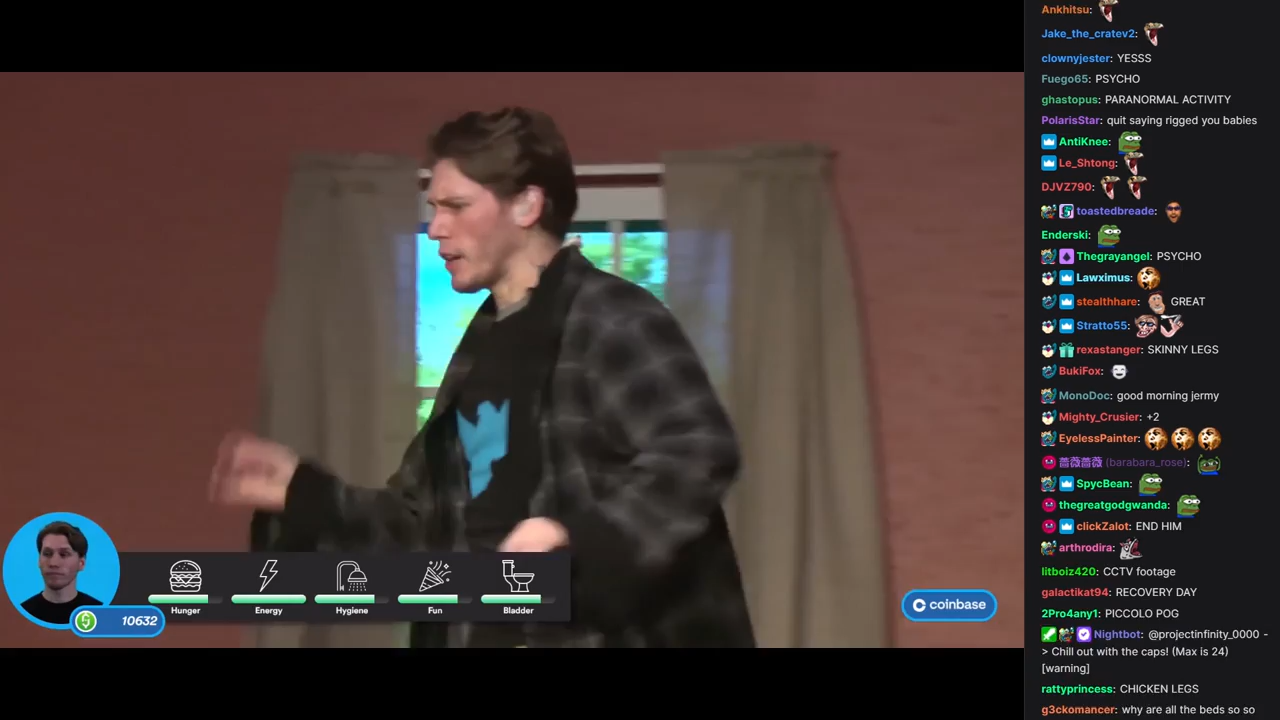 Ankhitsu:
Jake_the_cratev2:
clownyjester: YESSS
Fuego65: PSYCHO
ghastopus: PARANORMAL ACTIVITY
PolarisStar: quit saying rigged you babies
AntiKnee:
Le_Shtong:
DJVZ790:
toastedbreade:
Enderski:
Thegrayangel: PSYCHO
Lawximus:
stealthhare: GREAT
Stratto55:
rexastanger: SKINNY LEGS
BukiFox:
MonoDoc: good morning jermy
Mighty_Crusier: +2
EyelessPainter:
薔薇薔薇 (barabara_rose):
SpycBean:
thegreatgodgwanda:
clickZalot: END HIM
arthrodira:
litboiz420: CCTV footage
galactikat94: RECOVERY DAY
2Pro4any1: PICCOLO POG
Nightbot: @projectinfinity_0000 -
> Chill out with the caps! (Max is 24)
[warning]
rattyprincess: CHICKEN LEGS
g3ckomancer: why are all the beds so so
Hunger
Energy
Hygiene
Fun
Bladder
10632
coinbase